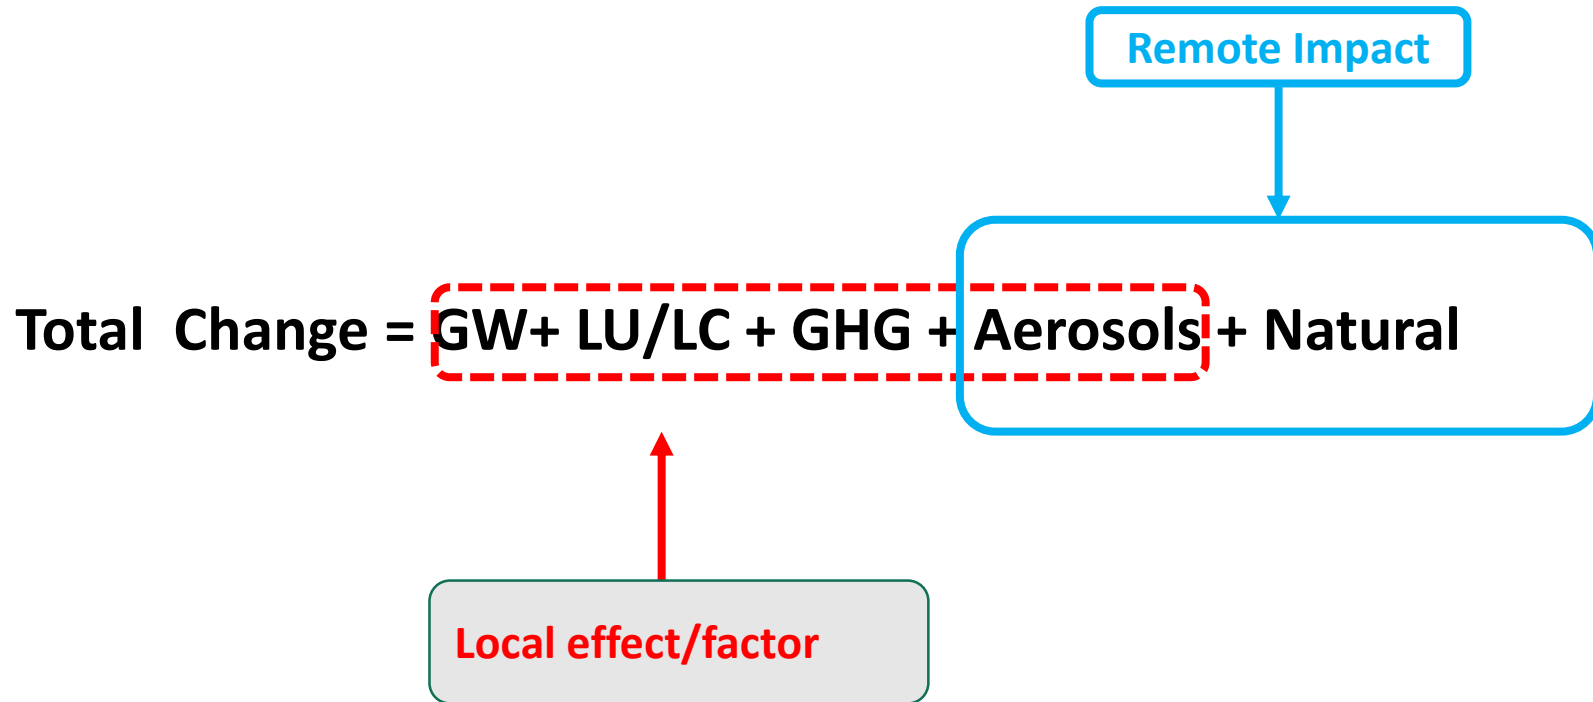 Remote Impact
Total Change = GW+ LU/LC + GHG + Aerosols + Natural
Local effect/factor